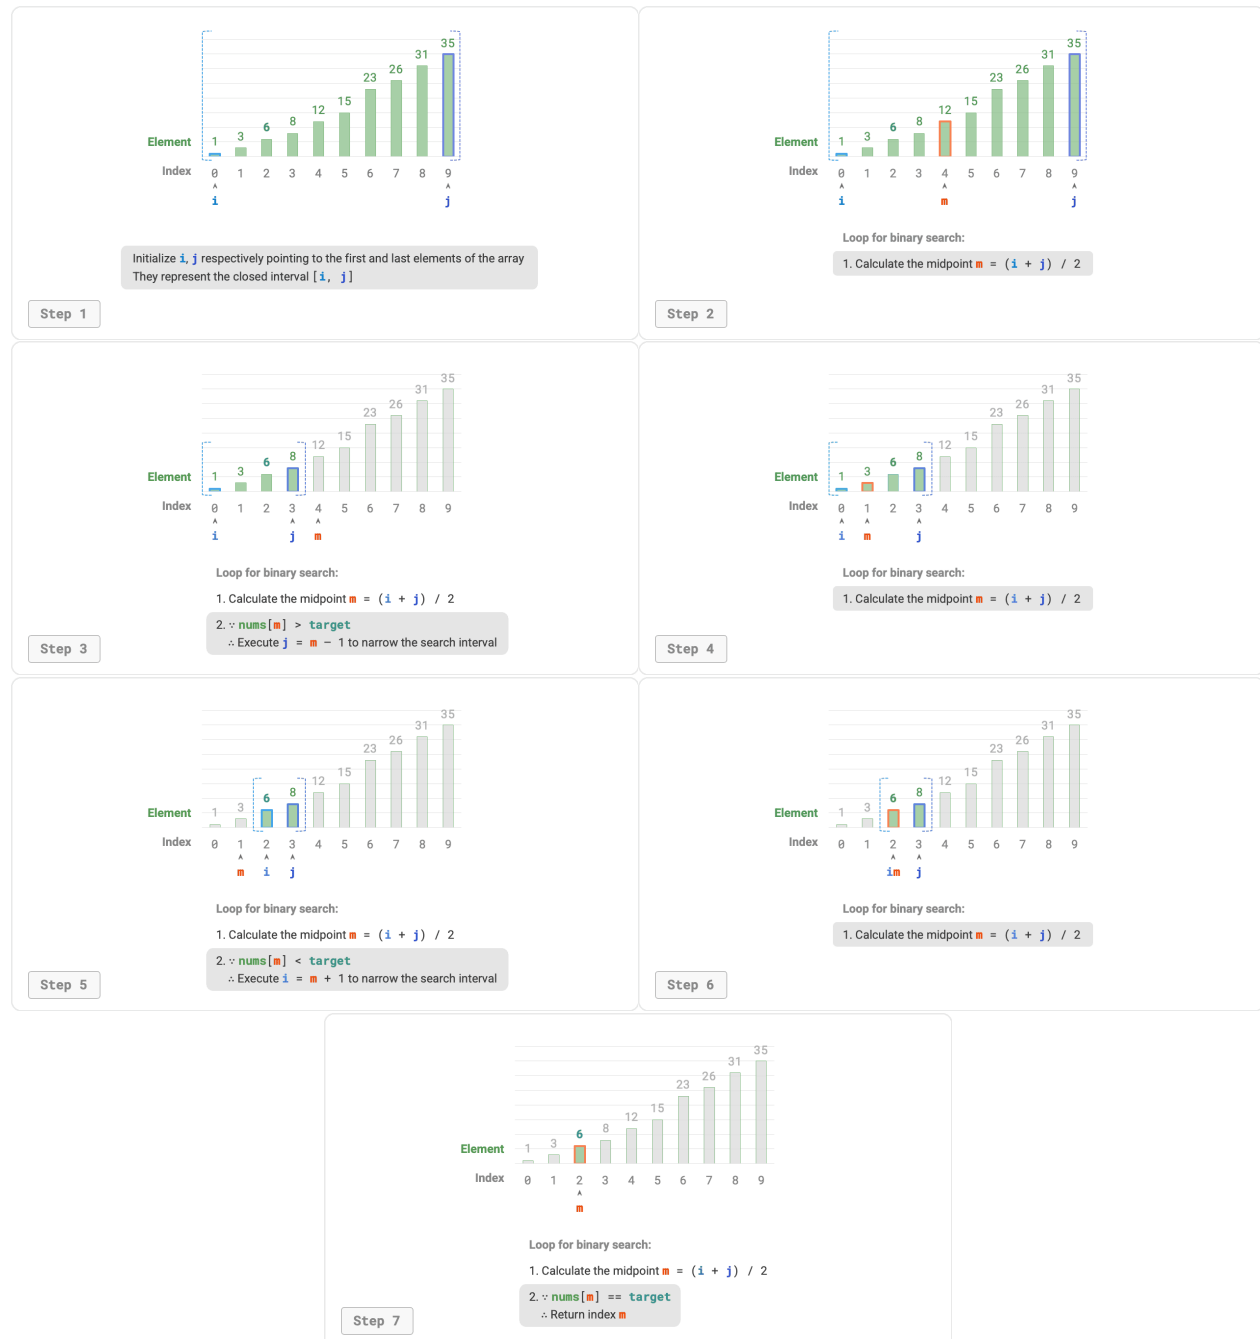 35
31
26
23
15
12
8
6
3
Element 1
Index 0 1 2 3 4 5 6 7 8 9
i j
Initialize i, j respectively pointing to the first and last elements of the array
They represent the closed interval [i, j]
Step 1
35
31
26
23
15
12
8
6
3
Element 1
Index 0 1 2 3 4 5 6 7 8 9
i m j
Loop for binary search:
1. Calculate the midpoint m = (i + j) / 2
Step 2
35
31
26
23
15
12
8
6
3
Element 1
Index 0 1 2 3 4 5 6 7 8 9
i j m
Loop for binary search:
1. Calculate the midpoint m = (i + j) / 2
2. ∵ nums[m] > target
∴ Execute j = m − 1 to narrow the search interval
Step 3
35
31
26
23
15
12
8
6
3
Element 1
Index 0 1 2 3 4 5 6 7 8 9
i m j
Loop for binary search:
1. Calculate the midpoint m = (i + j) / 2
Step 4
35
31
26
23
15
12
8
6
3
Element 1
Index 0 1 2 3 4 5 6 7 8 9
m i j
Loop for binary search:
1. Calculate the midpoint m = (i + j) / 2
2. ∵ nums[m] < target
∴ Execute i = m + 1 to narrow the search interval
Step 5
35
31
26
23
15
12
8
6
3
Element 1
Index 0 1 2 3 4 5 6 7 8 9
im j
Loop for binary search:
1. Calculate the midpoint m = (i + j) / 2
Step 6
35
31
26
23
15
12
8
6
3
Element 1
Index 0 1 2 3 4 5 6 7 8 9
m
Loop for binary search:
1. Calculate the midpoint m = (i + j) / 2
2. ∵ nums[m] == target
∴ Return index m
Step 7